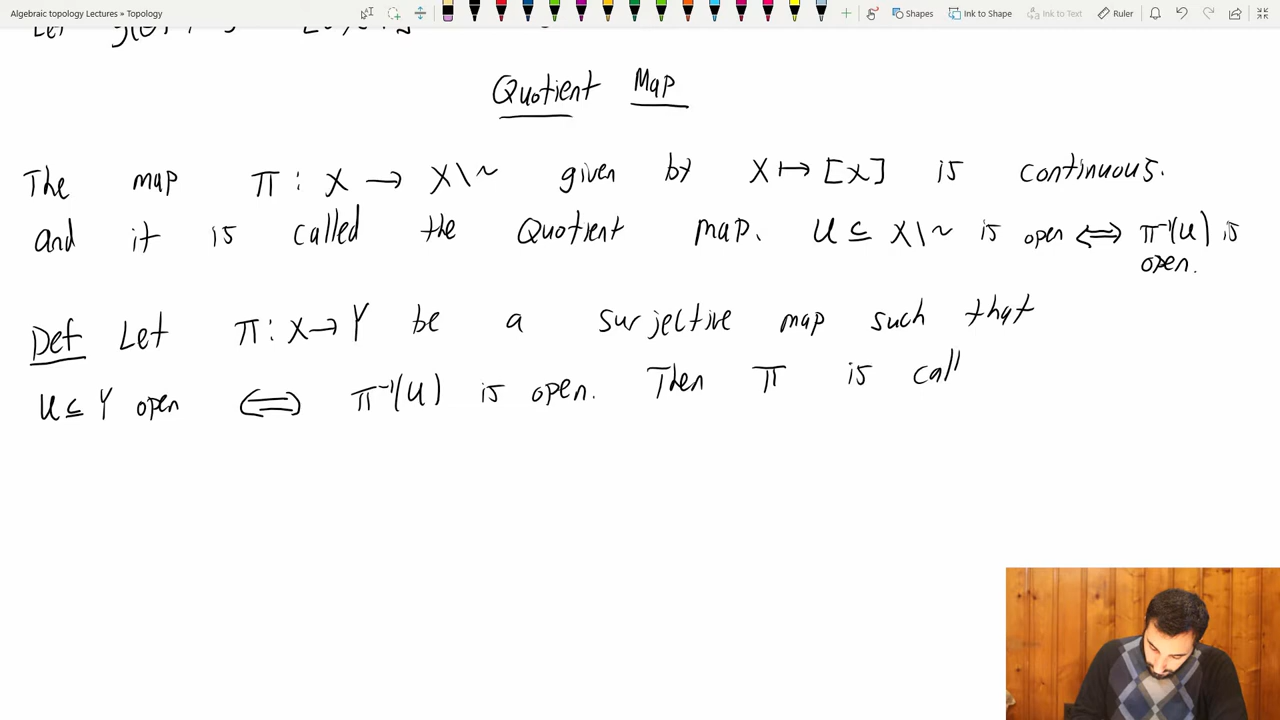 Algebraic topology Lectures » Topology
Shapes Ink to Shape Ink to Text Ruler
Let
Quotient Map
The map π : X → X\~ given by X ↦ [x] is continuous.
and it is called the Quotient map. U ⊆ X\~ is open ⟺ π⁻¹(U) is
open.
Def Let π : X → Y be a surjective map such that
U ⊆ Y open ⟺ π⁻¹(U) is open. Then π is call